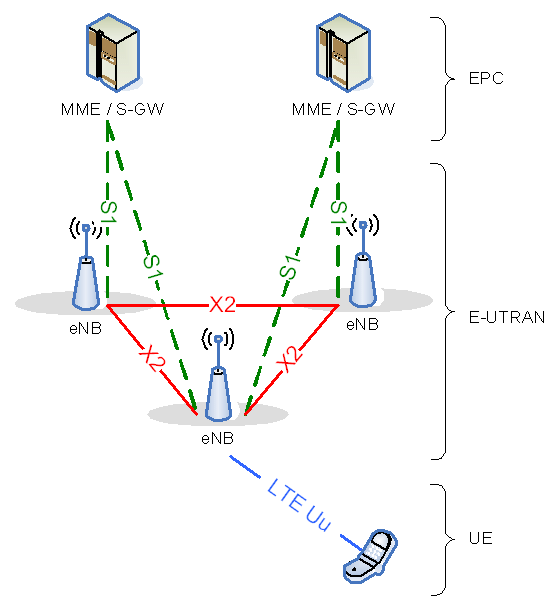 EPC
MME / S-GW
MME / S-GW
S1
S1
S1
S1
X2
eNB
eNB
E-UTRAN
X2
X2
eNB
LTE Uu
UE